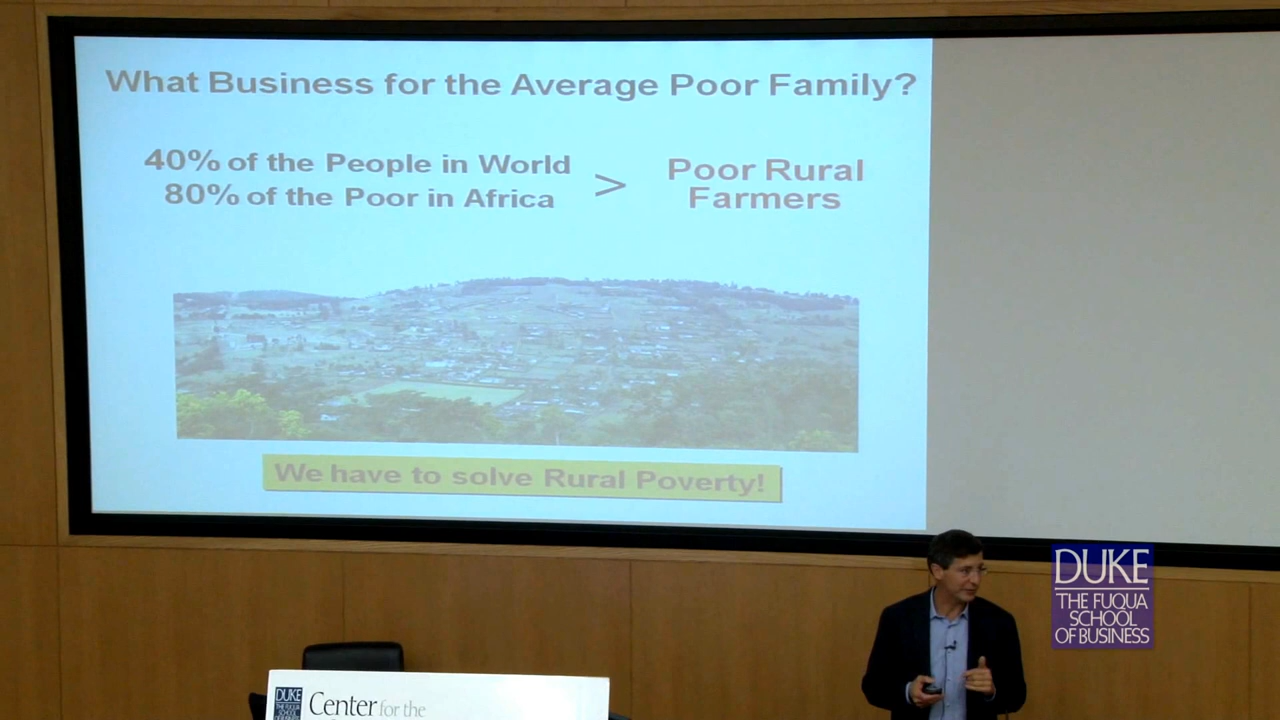 What Business for the Average Poor Family?
40% of the People in World
80% of the Poor in Africa
>
Poor Rural
Farmers
We have to solve Rural Poverty!
DUKE
THE FUQUA
SCHOOL
OF BUSINESS
DUKE
THE FUQUA
SCHOOL
Center for the